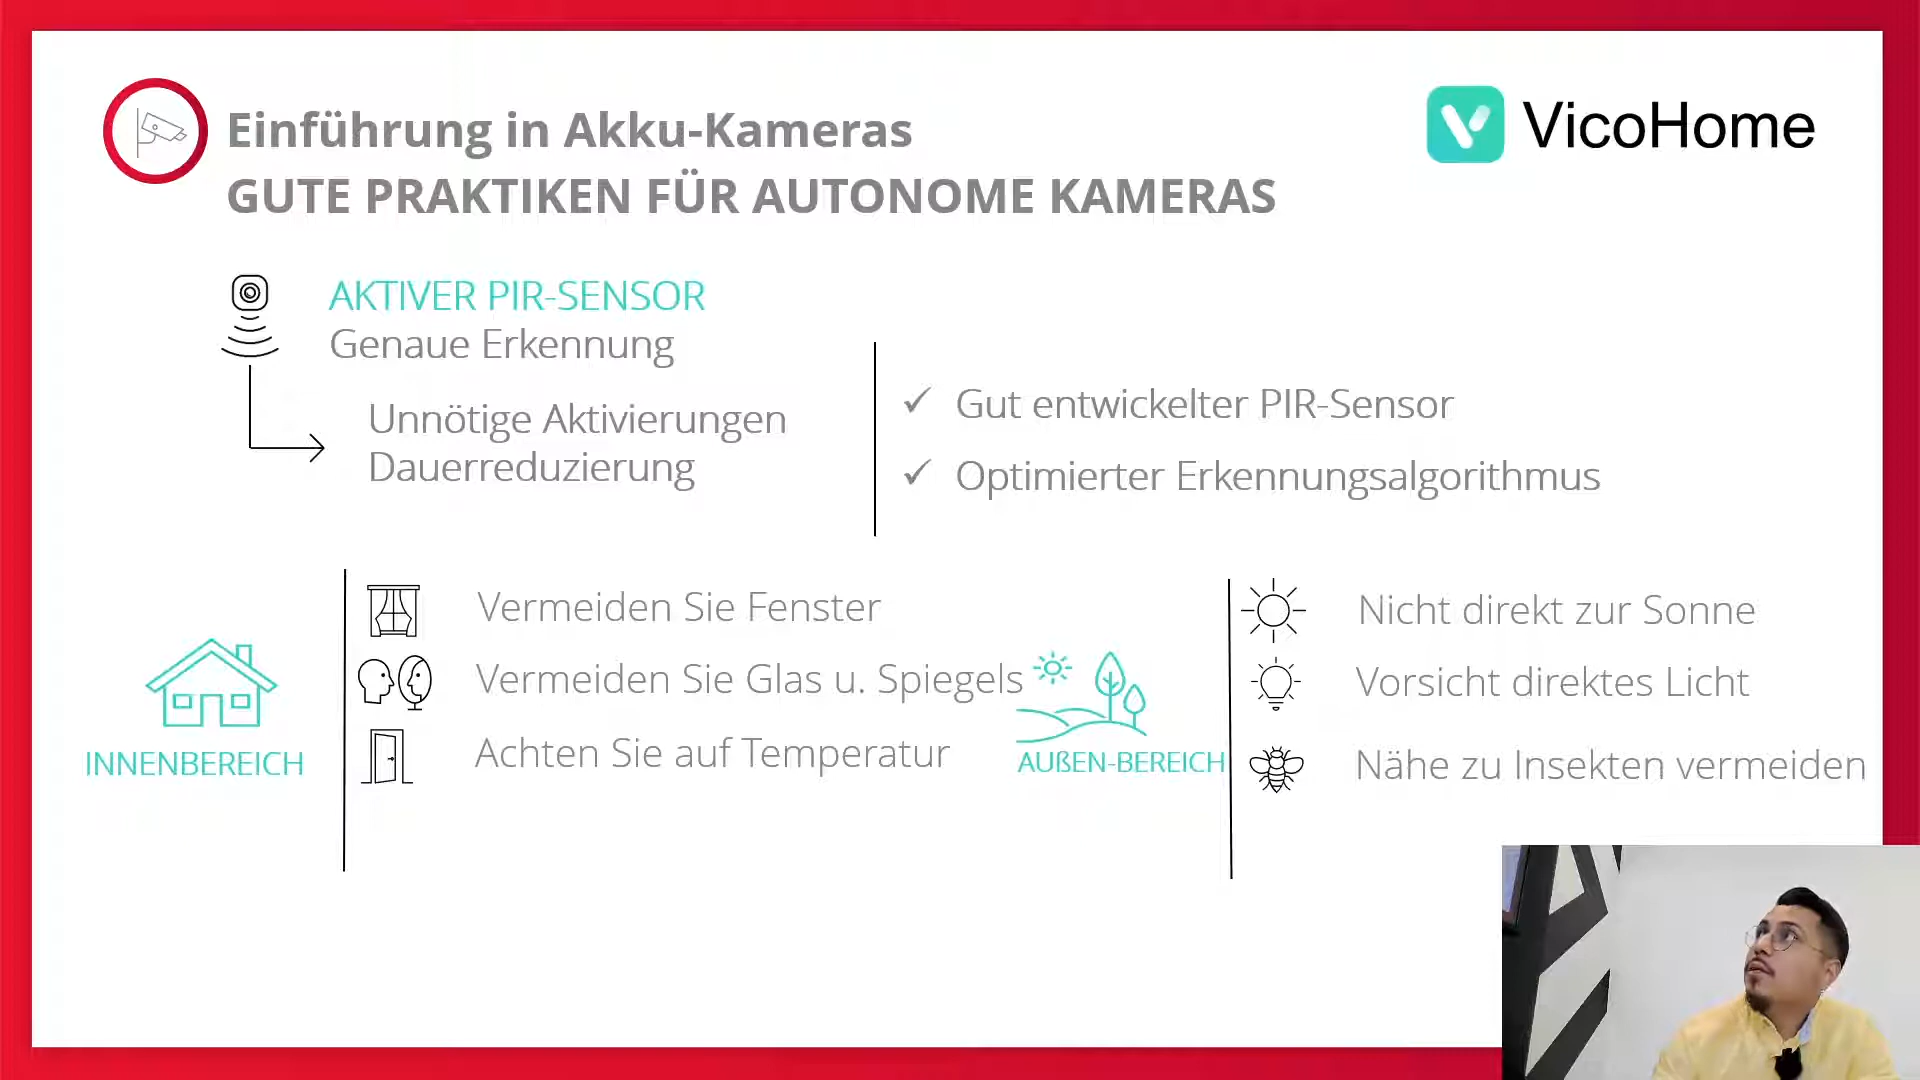 Einführung in Akku-Kameras
GUTE PRAKTIKEN FÜR AUTONOME KAMERAS
VicoHome
AKTIVER PIR-SENSOR
Genaue Erkennung
Unnötige Aktivierungen
Dauerreduzierung
Gut entwickelter PIR-Sensor
Optimierter Erkennungsalgorithmus
INNENBEREICH
Vermeiden Sie Fenster
Vermeiden Sie Glas u. Spiegels
Achten Sie auf Temperatur
AUßEN-BEREICH
Nicht direkt zur Sonne
Vorsicht direktes Licht
Nähe zu Insekten vermeiden